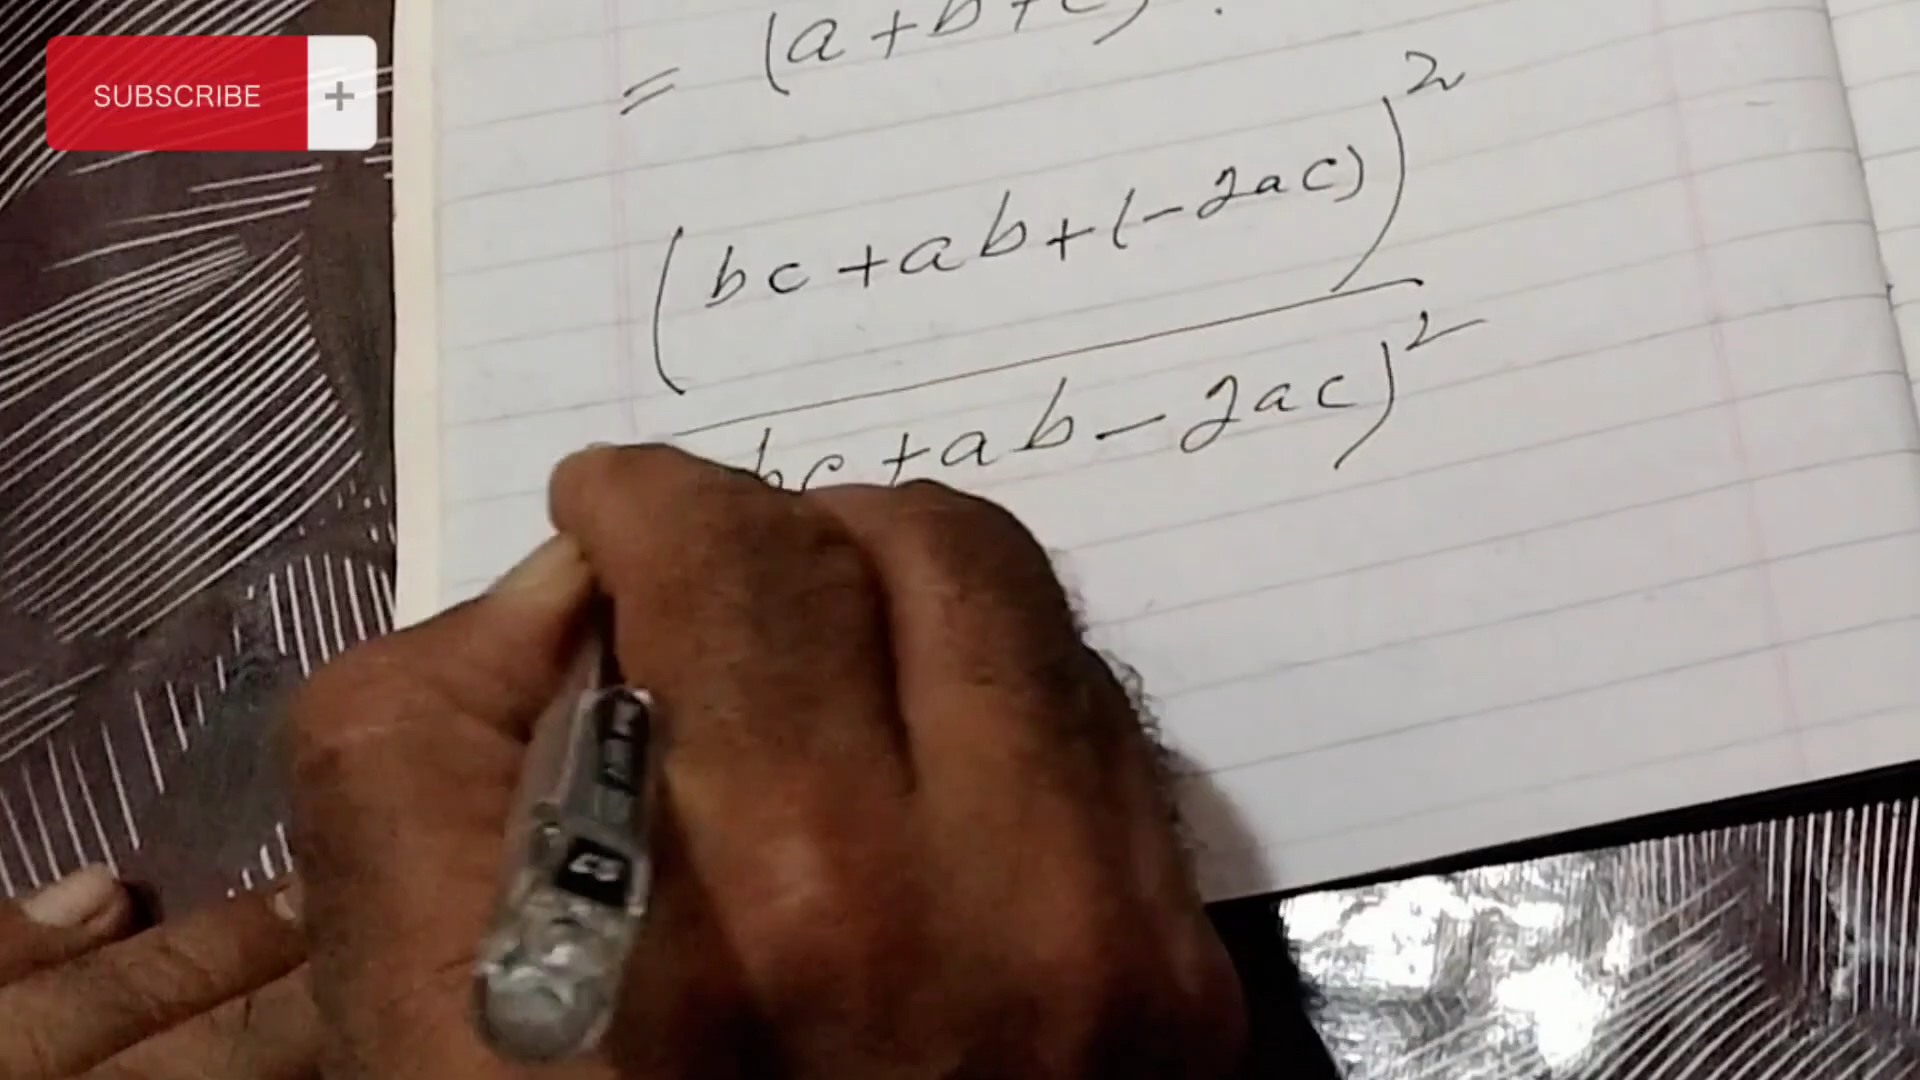 SUBSCRIBE +
= (a+b+c)
(bc+ab+(-2ac))²
bc+ab-2ac)²